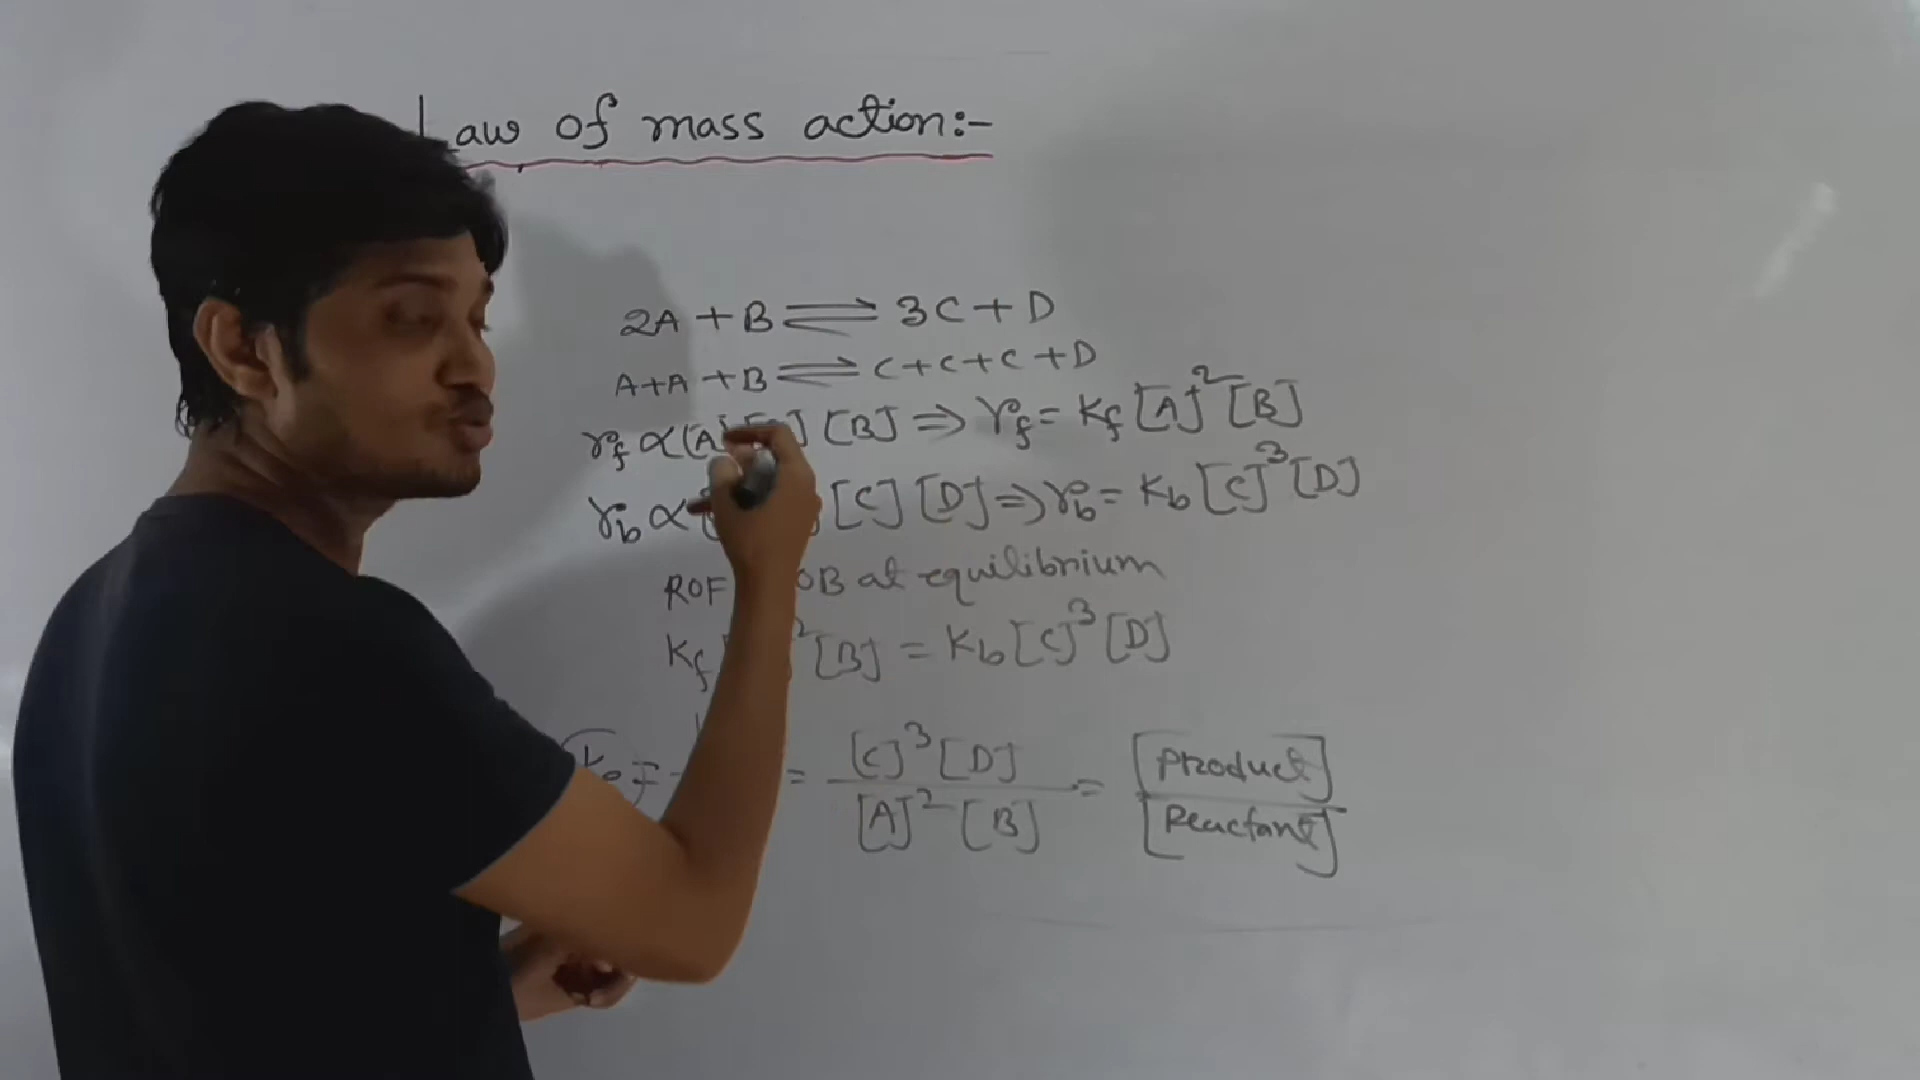 Law of mass action:-
2A + B ⇌ 3C + D
A+A +B ⇌ C+C+C+D
r_f ∝ [A] [B] ⇒ r_f = K_f [A]² [B]
r_b ∝ [C] [D] ⇒ r_b = K_b [C]³ [D]
ROF at equilibrium
K_f ² [B] = K_b [C]³ [D]
= = [C]³ [D] / [A]² [B] = [Product] / [Reactant]